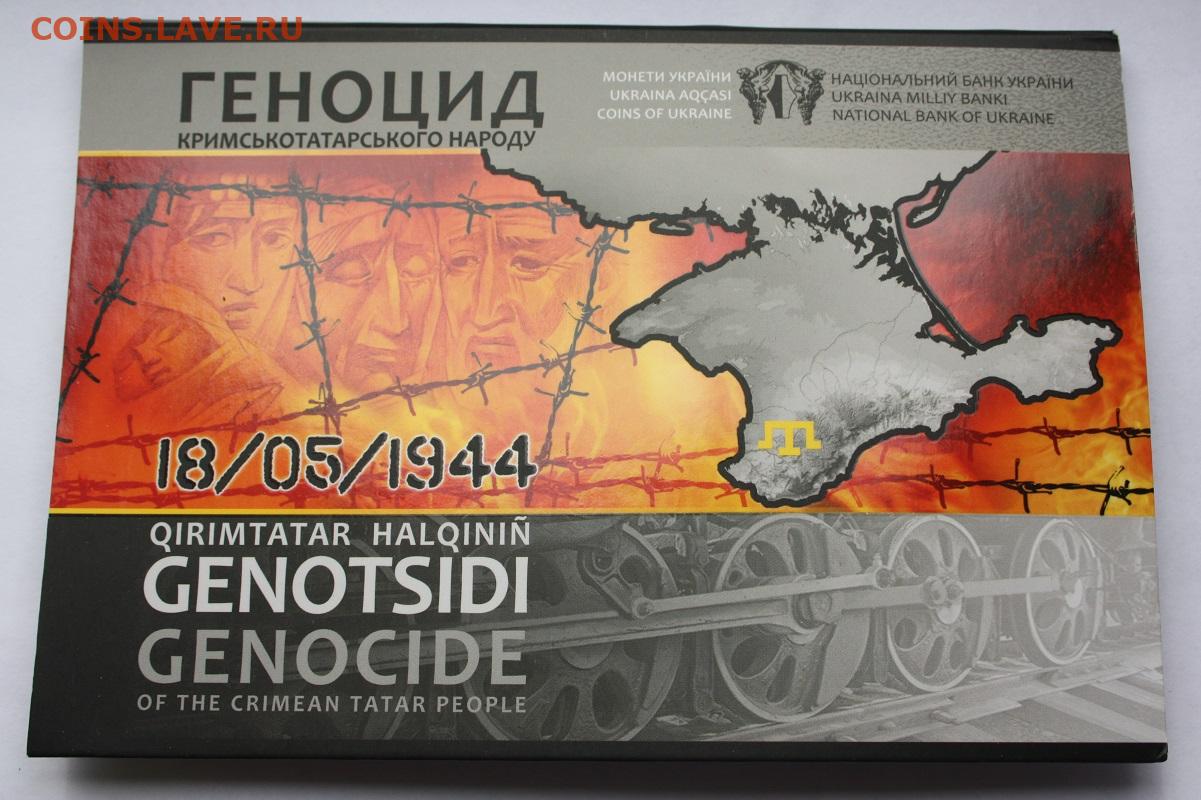 COINS.LAVE.RU
ГЕНОЦИД
КРИМСЬКОТАТАРСЬКОГО НАРОДУ
МОНЕТИ УКРАЇНИ
UKRAINA AQÇASI
COINS OF UKRAINE
НАЦІОНАЛЬНИЙ БАНК УКРАЇНИ
UKRAINA MILLIY BANKI
NATIONAL BANK OF UKRAINE
18/05/1944
QIRIMTATAR HALQINIÑ
GENOTSIDI
GENOCIDE
OF THE CRIMEAN TATAR PEOPLE